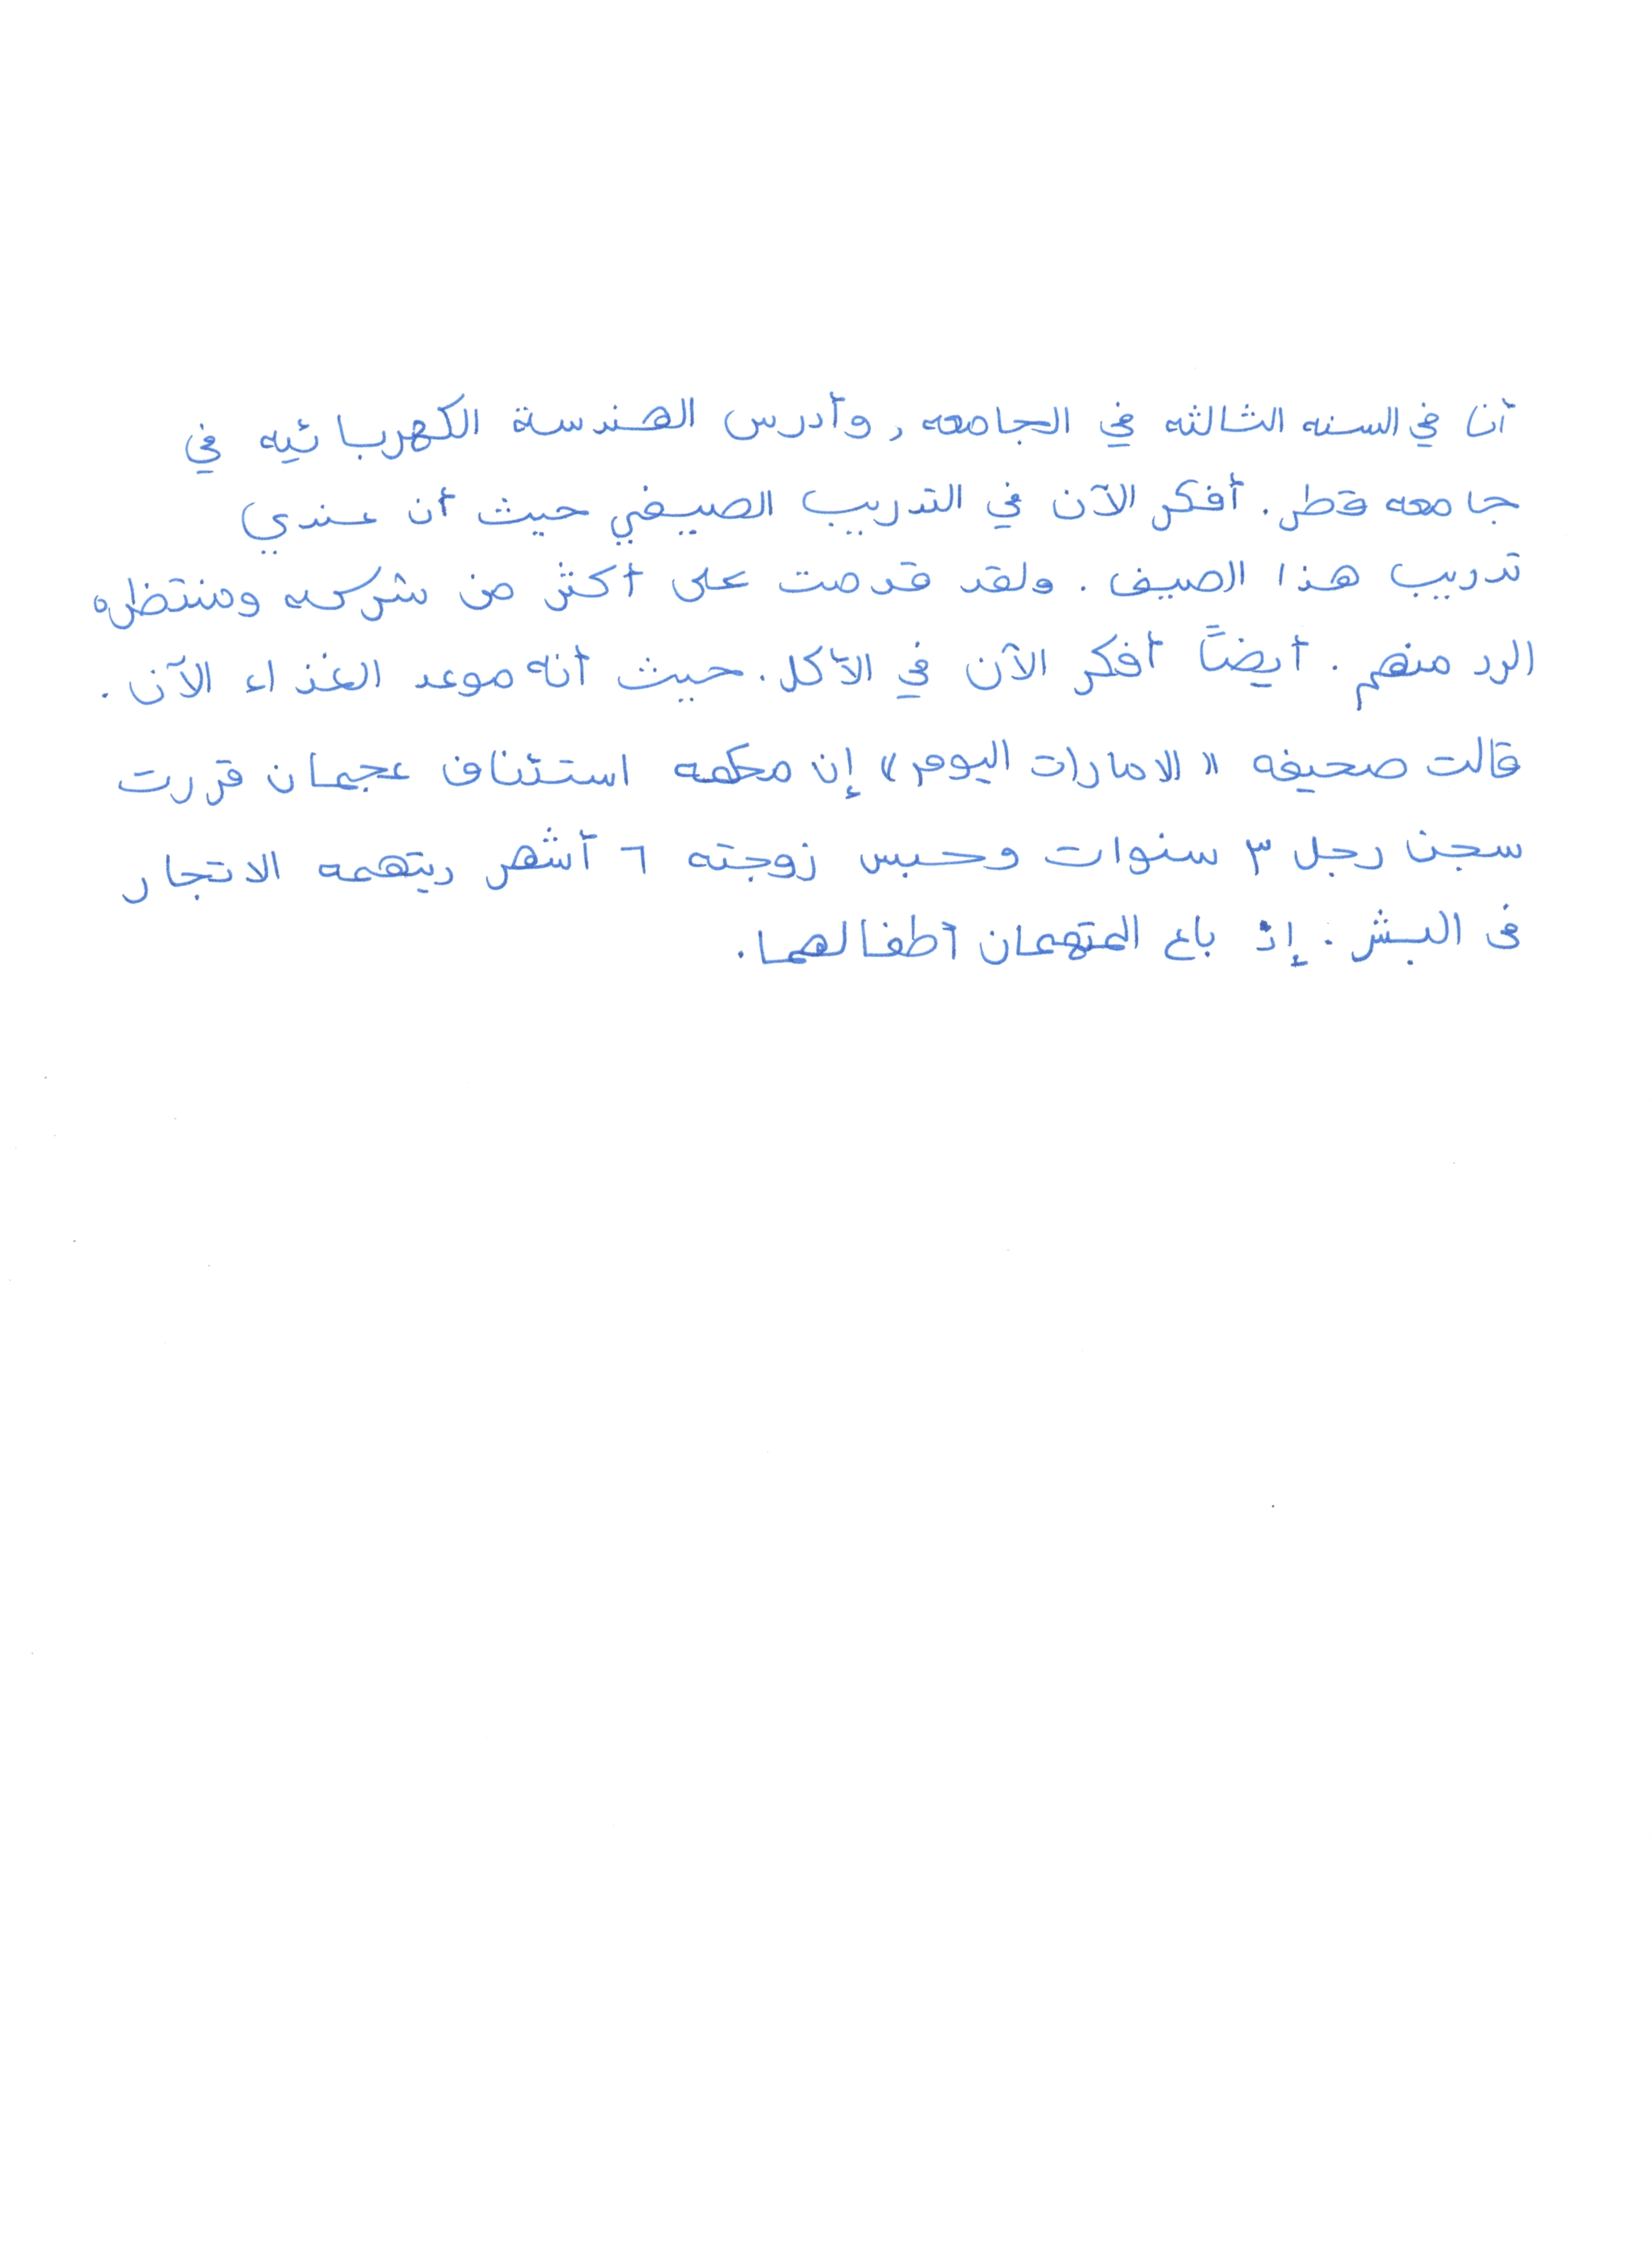 أنا في السنه الثالثه في الجامعه, وأدرس الهندسة الكهربائيه في
جامعه قطر. أفكر الآن في التدريب الصيفي حيث أن عندي
تدريب هذا الصيف. ولقد قدمت على أكثر من شركه ومنتظره
الرد منهم. أيضاً أفكر الآن في الأكل. حيث أنه موعد الغذاء الآن.
قالت صحيفه "الامارات اليوم" إن محكمه استئناف عجمان قررت
سجن رجل ٣ سنوات وحبس زوجته ٦ أشهر بتهمه الاتجار
فى البشر. إذ باع المتهمان أطفالهما.